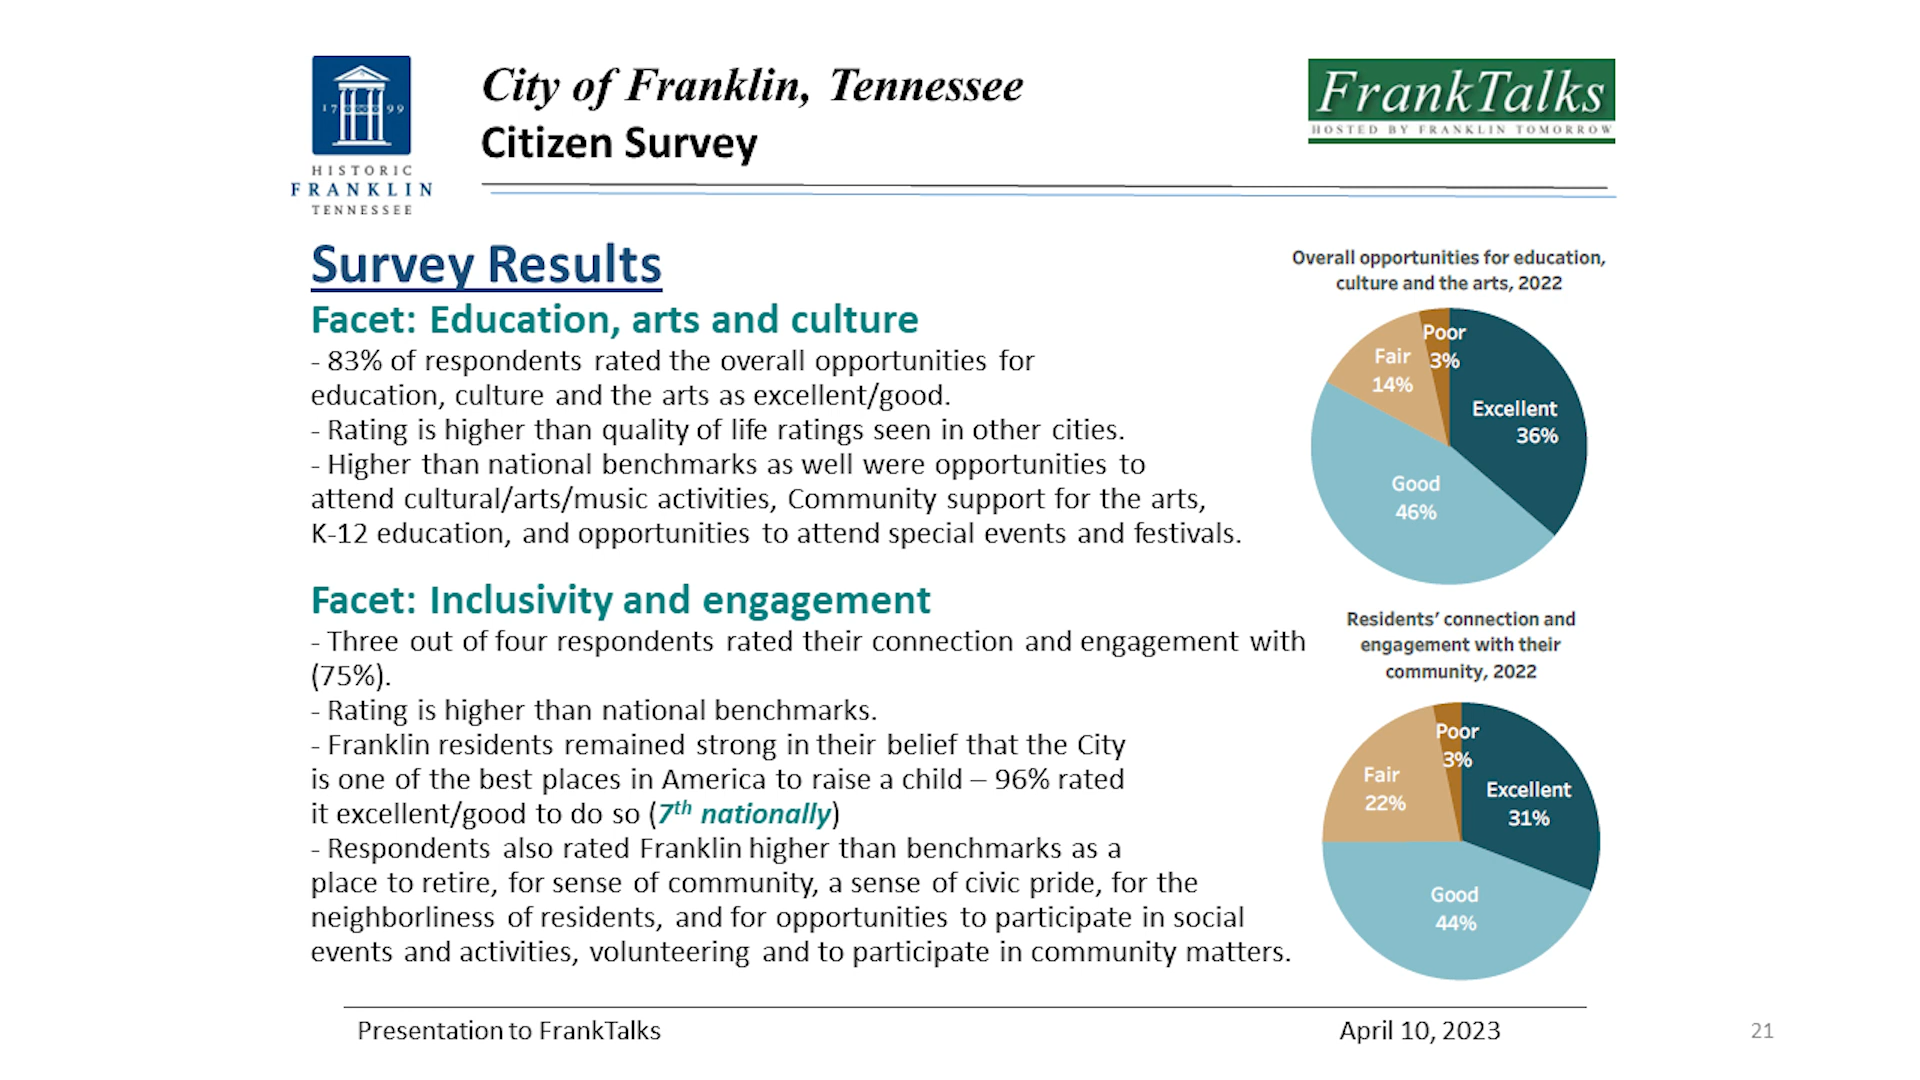 17 99
HISTORIC
FRANKLIN
TENNESSEE
City of Franklin, Tennessee
Citizen Survey
FrankTalks
HOSTED BY FRANKLIN TOMORROW
Survey Results
Facet: Education, arts and culture
- 83% of respondents rated the overall opportunities for
education, culture and the arts as excellent/good.
- Rating is higher than quality of life ratings seen in other cities.
- Higher than national benchmarks as well were opportunities to
attend cultural/arts/music activities, Community support for the arts,
K-12 education, and opportunities to attend special events and festivals.
Overall opportunities for education,
culture and the arts, 2022
Poor
3%
Fair
14%
Excellent
36%
Good
46%
Facet: Inclusivity and engagement
- Three out of four respondents rated their connection and engagement with
(75%).
- Rating is higher than national benchmarks.
- Franklin residents remained strong in their belief that the City
is one of the best places in America to raise a child – 96% rated
it excellent/good to do so (7th nationally)
- Respondents also rated Franklin higher than benchmarks as a
place to retire, for sense of community, a sense of civic pride, for the
neighborliness of residents, and for opportunities to participate in social
events and activities, volunteering and to participate in community matters.
Residents’ connection and
engagement with their
community, 2022
Poor
3%
Fair
22%
Excellent
31%
Good
44%
Presentation to FrankTalks
April 10, 2023
21